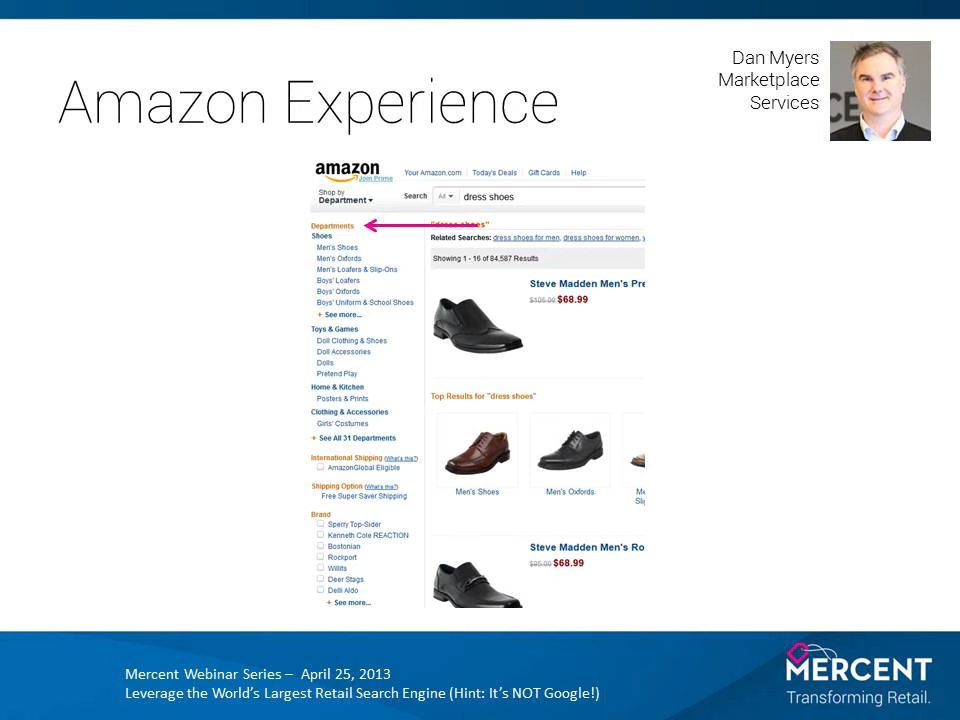 Dan Myers
Marketplace
Services
Amazon Experience
amazon
Join Prime
Your Amazon.com Today's Deals Gift Cards Help
Shop by
Department
Search All dress shoes
Departments
Shoes
Men's Shoes
Men's Oxfords
Men's Loafers & Slip-Ons
Boys' Loafers
Boys' Oxfords
Boys' Uniform & School Shoes
+ See more...
Toys & Games
Doll Clothing & Shoes
Doll Accessories
Dolls
Pretend Play
Home & Kitchen
Posters & Prints
Clothing & Accessories
Girls' Costumes
+ See All 31 Departments
International Shipping (What's this?)
AmazonGlobal Eligible
Shipping Option (What's this?)
Free Super Saver Shipping
Brand
Sperry Top-Sider
Kenneth Cole REACTION
Bostonian
Rockport
Willits
Deer Stags
Delli Aldo
+ See more...
"dress shoes"
Related Searches: dress shoes for men, dress shoes for women,
Showing 1 - 16 of 84,587 Results
Steve Madden Men's Pre
$105.00 $68.99
Top Results for "dress shoes"
Men's Shoes
Men's Oxfords
Me
Sli
Steve Madden Men's Ro
$95.00 $68.99
Mercent Webinar Series – April 25, 2013
Leverage the World's Largest Retail Search Engine (Hint: It's NOT Google!)
MERCENT
Transforming Retail.